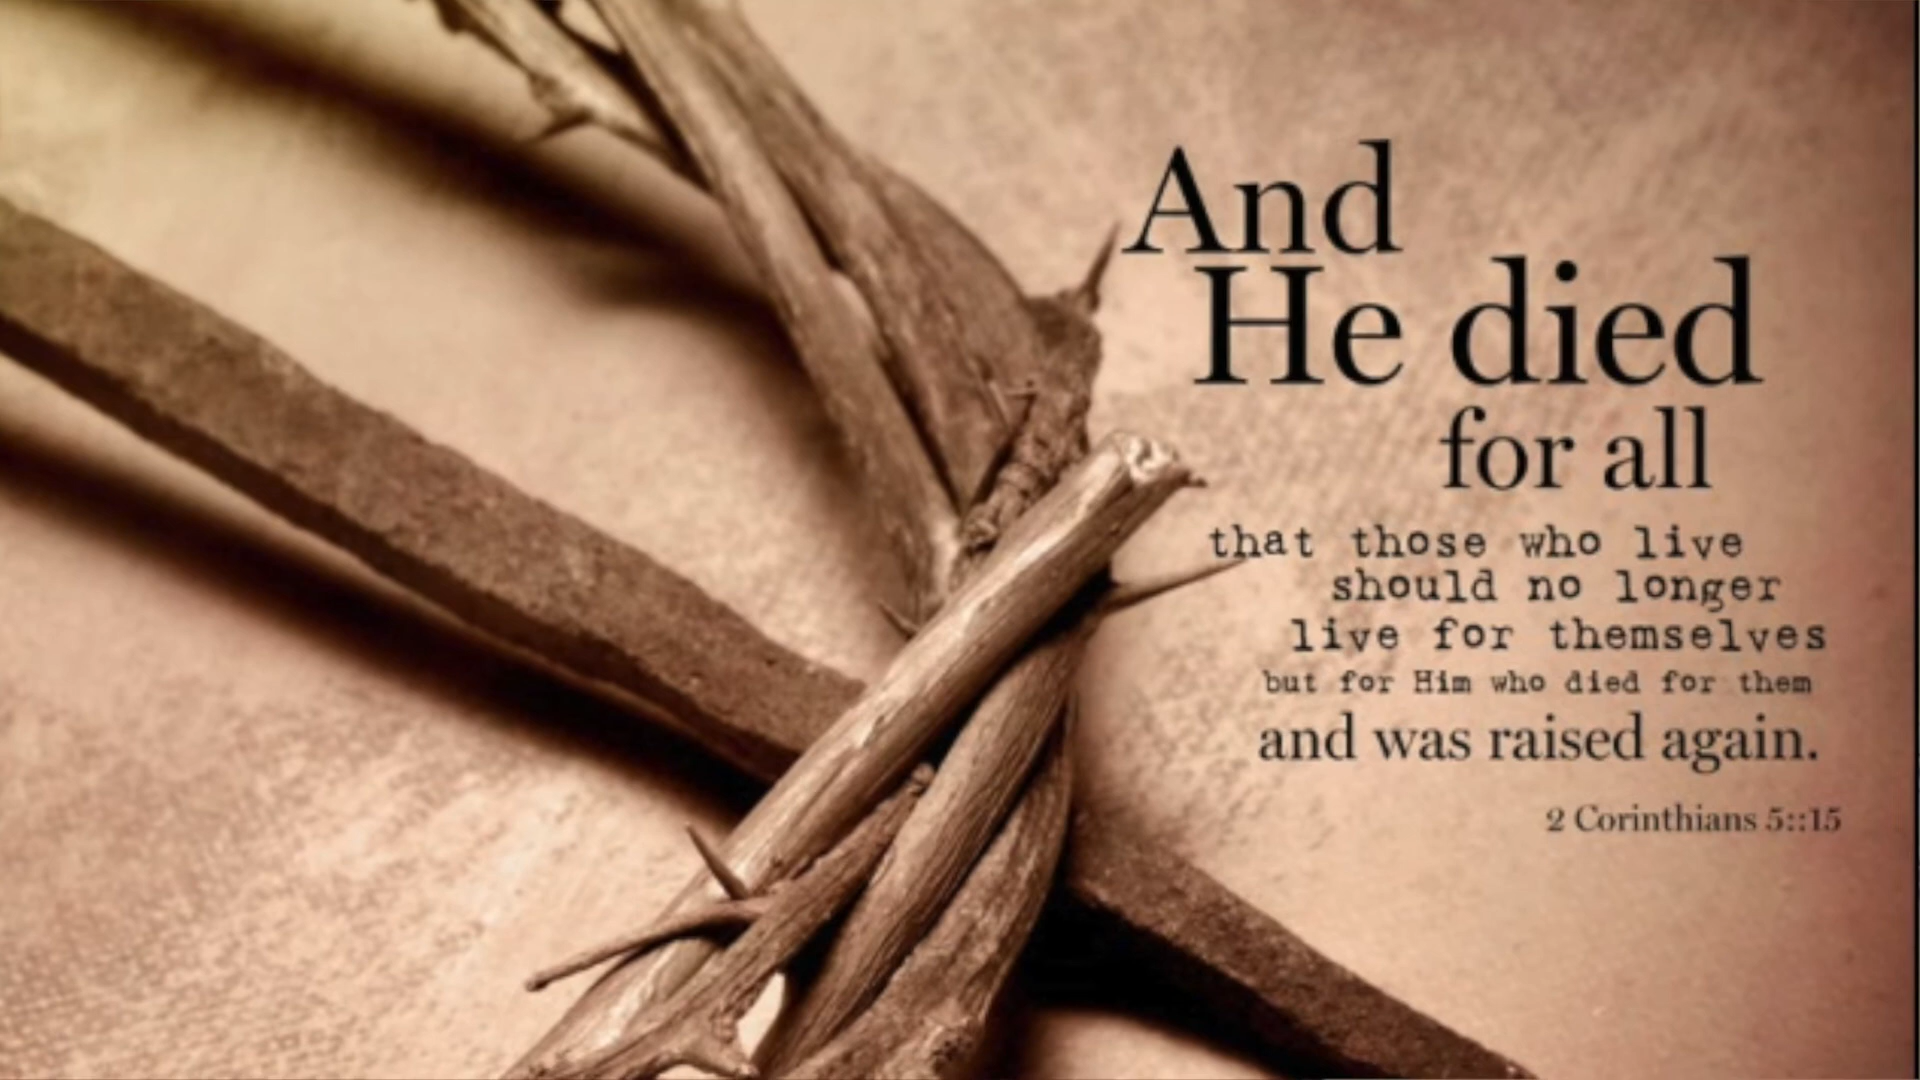 And
He died
for all
that those who live
should no longer
live for themselves
but for Him who died for them
and was raised again.
2 Corinthians 5::15